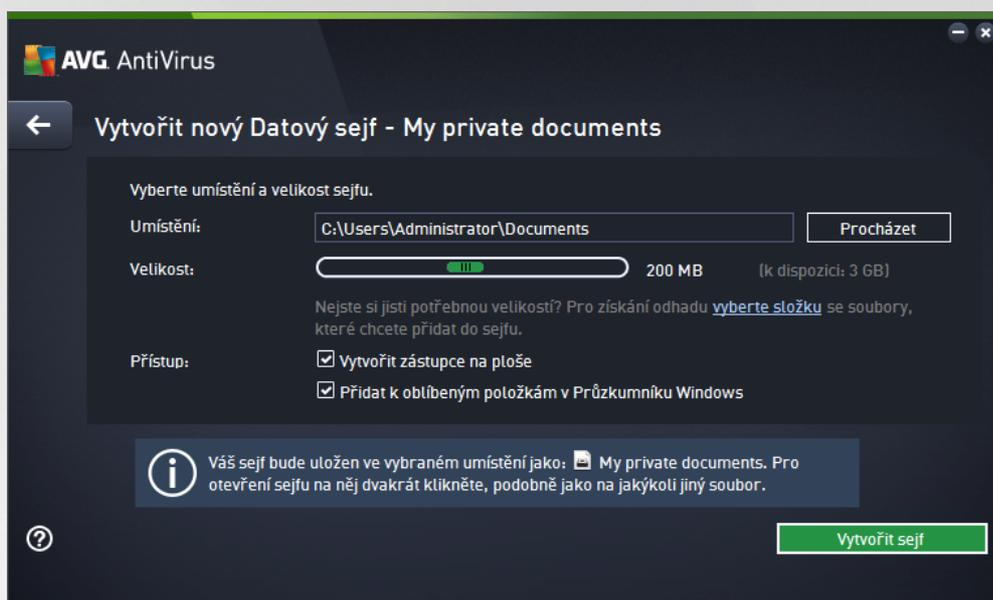 AVG. AntiVirus
Vytvořit nový Datový sejf - My private documents
Vyberte umístění a velikost sejfu.
Umístění:
C:\Users\Administrator\Documents
Procházet
Velikost:
200 MB
(k dispozici: 3 GB)
Nejste si jisti potřebnou velikostí? Pro získání odhadu vyberte složku se soubory,
které chcete přidat do sejfu.
Přístup:
Vytvořit zástupce na ploše
Přidat k oblíbeným položkám v Průzkumníku Windows
Váš sejf bude uložen ve vybraném umístění jako: My private documents. Pro
otevření sejfu na něj dvakrát klikněte, podobně jako na jakýkoli jiný soubor.
Vytvořit sejf